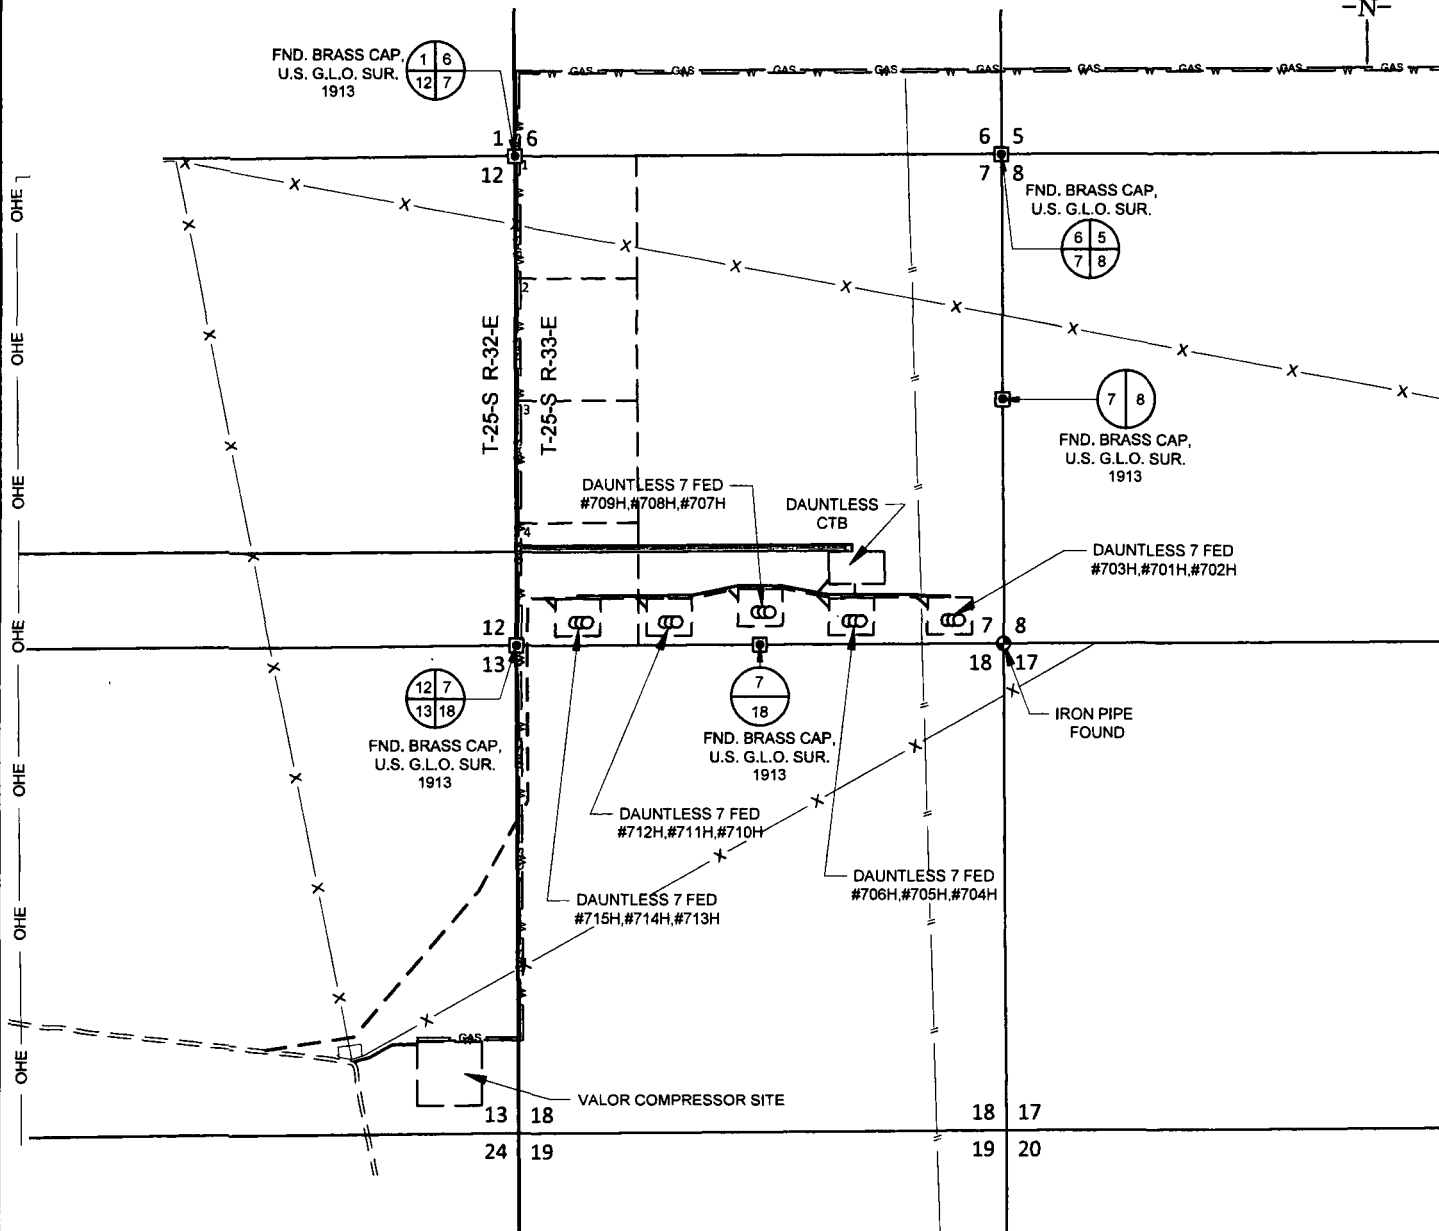 -N-
FND. BRASS CAP,
U.S. G.L.O. SUR.
1913
1 6
12 7
GAS W GAS W GAS W GAS W GAS W GAS W GAS W GAS W GAS W
1 6
12
6 5
7 8
FND. BRASS CAP,
U.S. G.L.O. SUR.
6 5
7 8
OHE
OHE
OHE
OHE
OHE
OHE
OHE
1
2
3
4
T-25-S R-32-E
T-25-S R-33-E
7 8
FND. BRASS CAP,
U.S. G.L.O. SUR.
1913
DAUNTLESS 7 FED
#709H,#708H,#707H
DAUNTLESS
CTB
DAUNTLESS 7 FED
#703H,#701H,#702H
12
13
7 8
18 17
12 7
13 18
FND. BRASS CAP,
U.S. G.L.O. SUR.
1913
7
18
FND. BRASS CAP,
U.S. G.L.O. SUR.
1913
IRON PIPE
FOUND
DAUNTLESS 7 FED
#712H,#711H,#710H
DAUNTLESS 7 FED
#706H,#705H,#704H
DAUNTLESS 7 FED
#715H,#714H,#713H
GAS
VALOR COMPRESSOR SITE
13 18
24 19
18 17
19 20